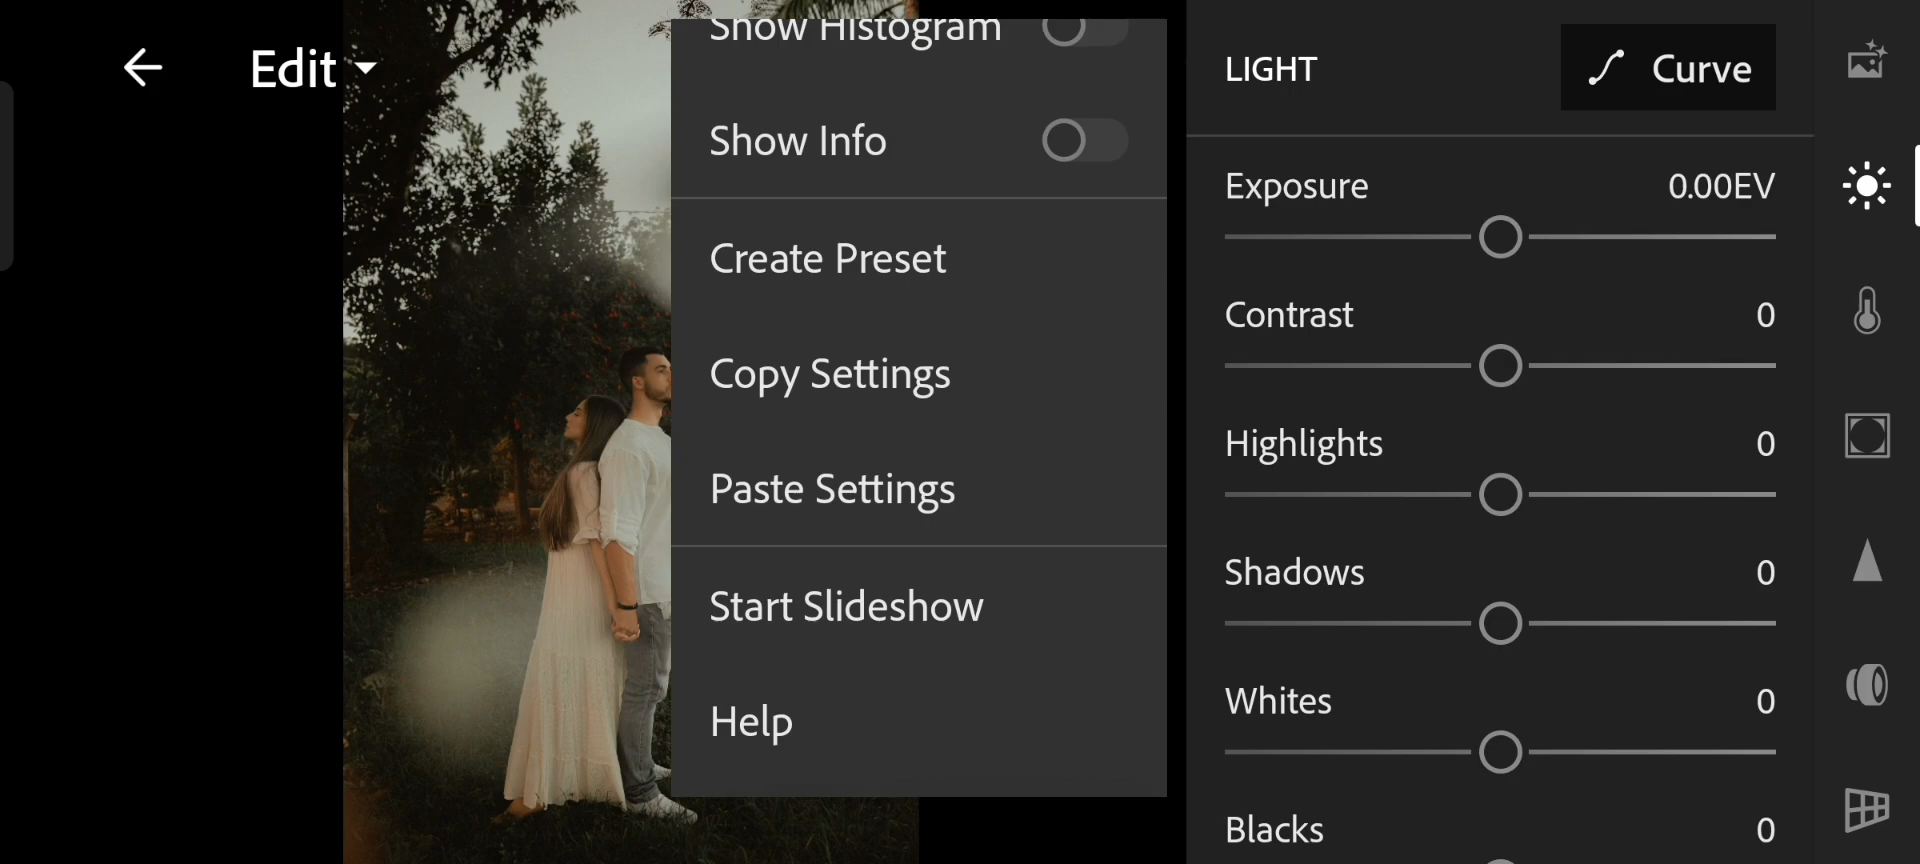 Edit
Show Histogram
Show Info
Create Preset
Copy Settings
Paste Settings
Start Slideshow
Help
LIGHT
Curve
Exposure 0.00EV
Contrast 0
Highlights 0
Shadows 0
Whites 0
Blacks 0